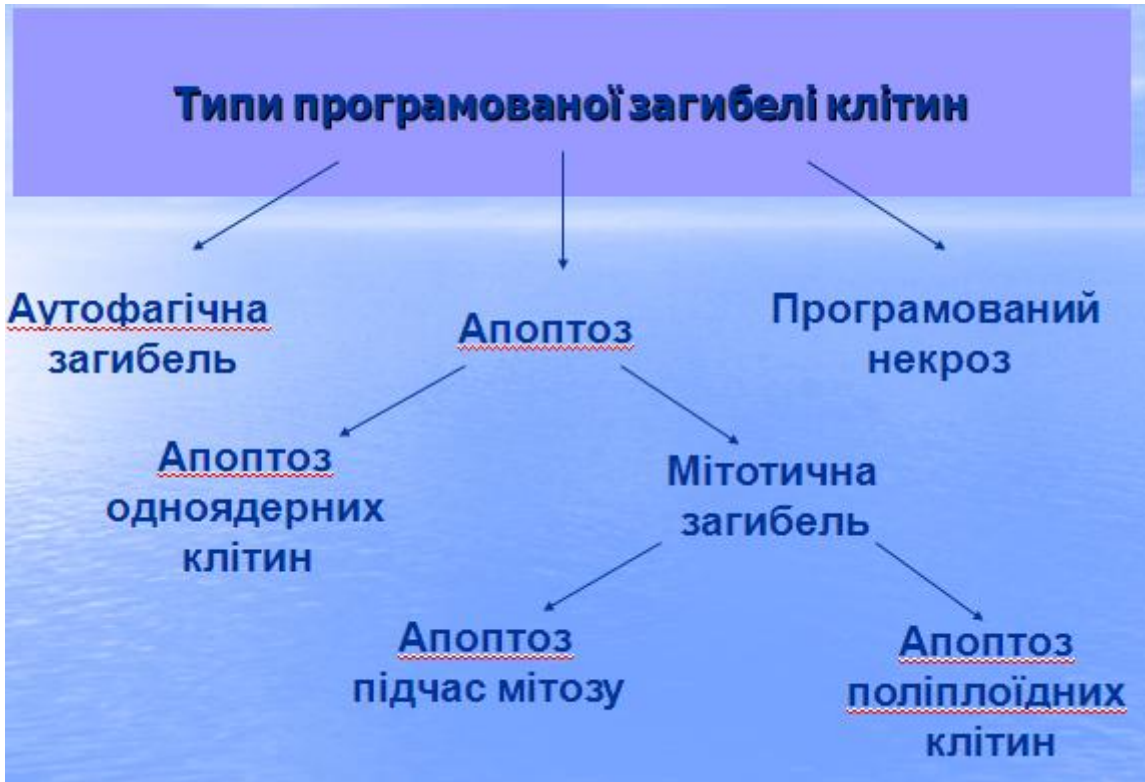 Типи програмованої загибелі клітин
Аутофагічна
загибель
Апоптоз
Програмований
некроз
Апоптоз
одноядерних
клітин
Мітотична
загибель
Апоптоз
підчас мітозу
Апоптоз
поліплоїдних
клітин